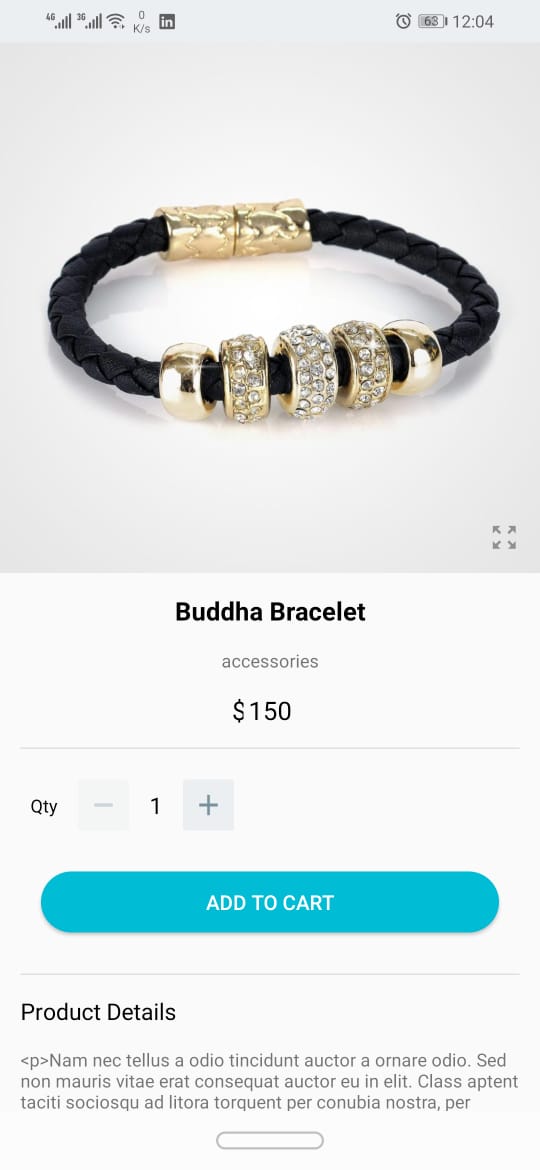 4G 3G 0 K/s in 63 12:04
Buddha Bracelet
accessories
$150
Qty 1
ADD TO CART
Product Details
<p>Nam nec tellus a odio tincidunt auctor a ornare odio. Sed
non mauris vitae erat consequat auctor eu in elit. Class aptent
taciti sociosqu ad litora torquent per conubia nostra, per